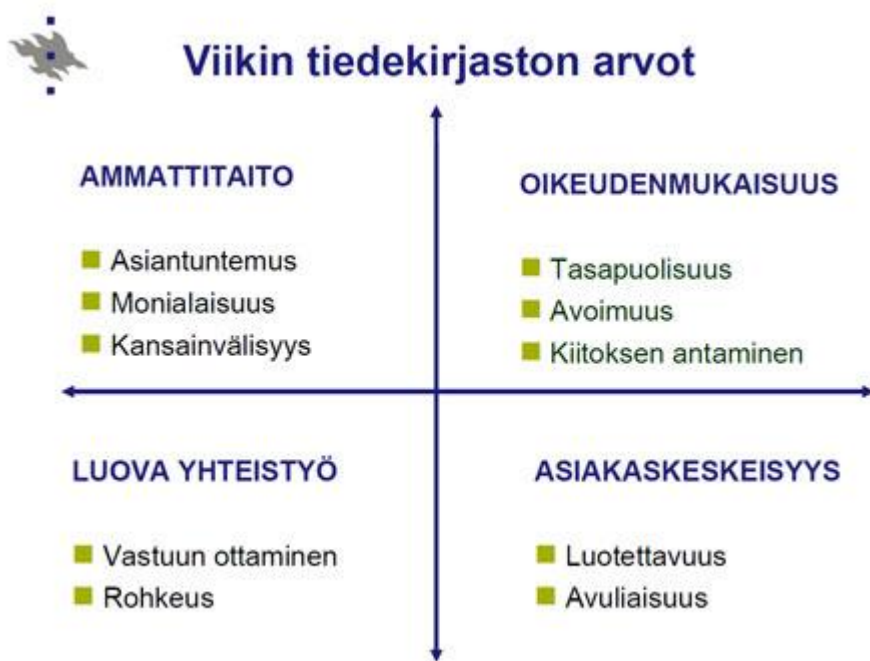 Viikin tiedekirjaston arvot
AMMATTITAITO
Asiantuntemus
Monialaisuus
Kansainvälisyys
OIKEUDENMUKAISUUS
Tasapuolisuus
Avoimuus
Kiitoksen antaminen
LUOVA YHTEISTYÖ
Vastuun ottaminen
Rohkeus
ASIAKASKESKEISYYS
Luotettavuus
Avuliaisuus